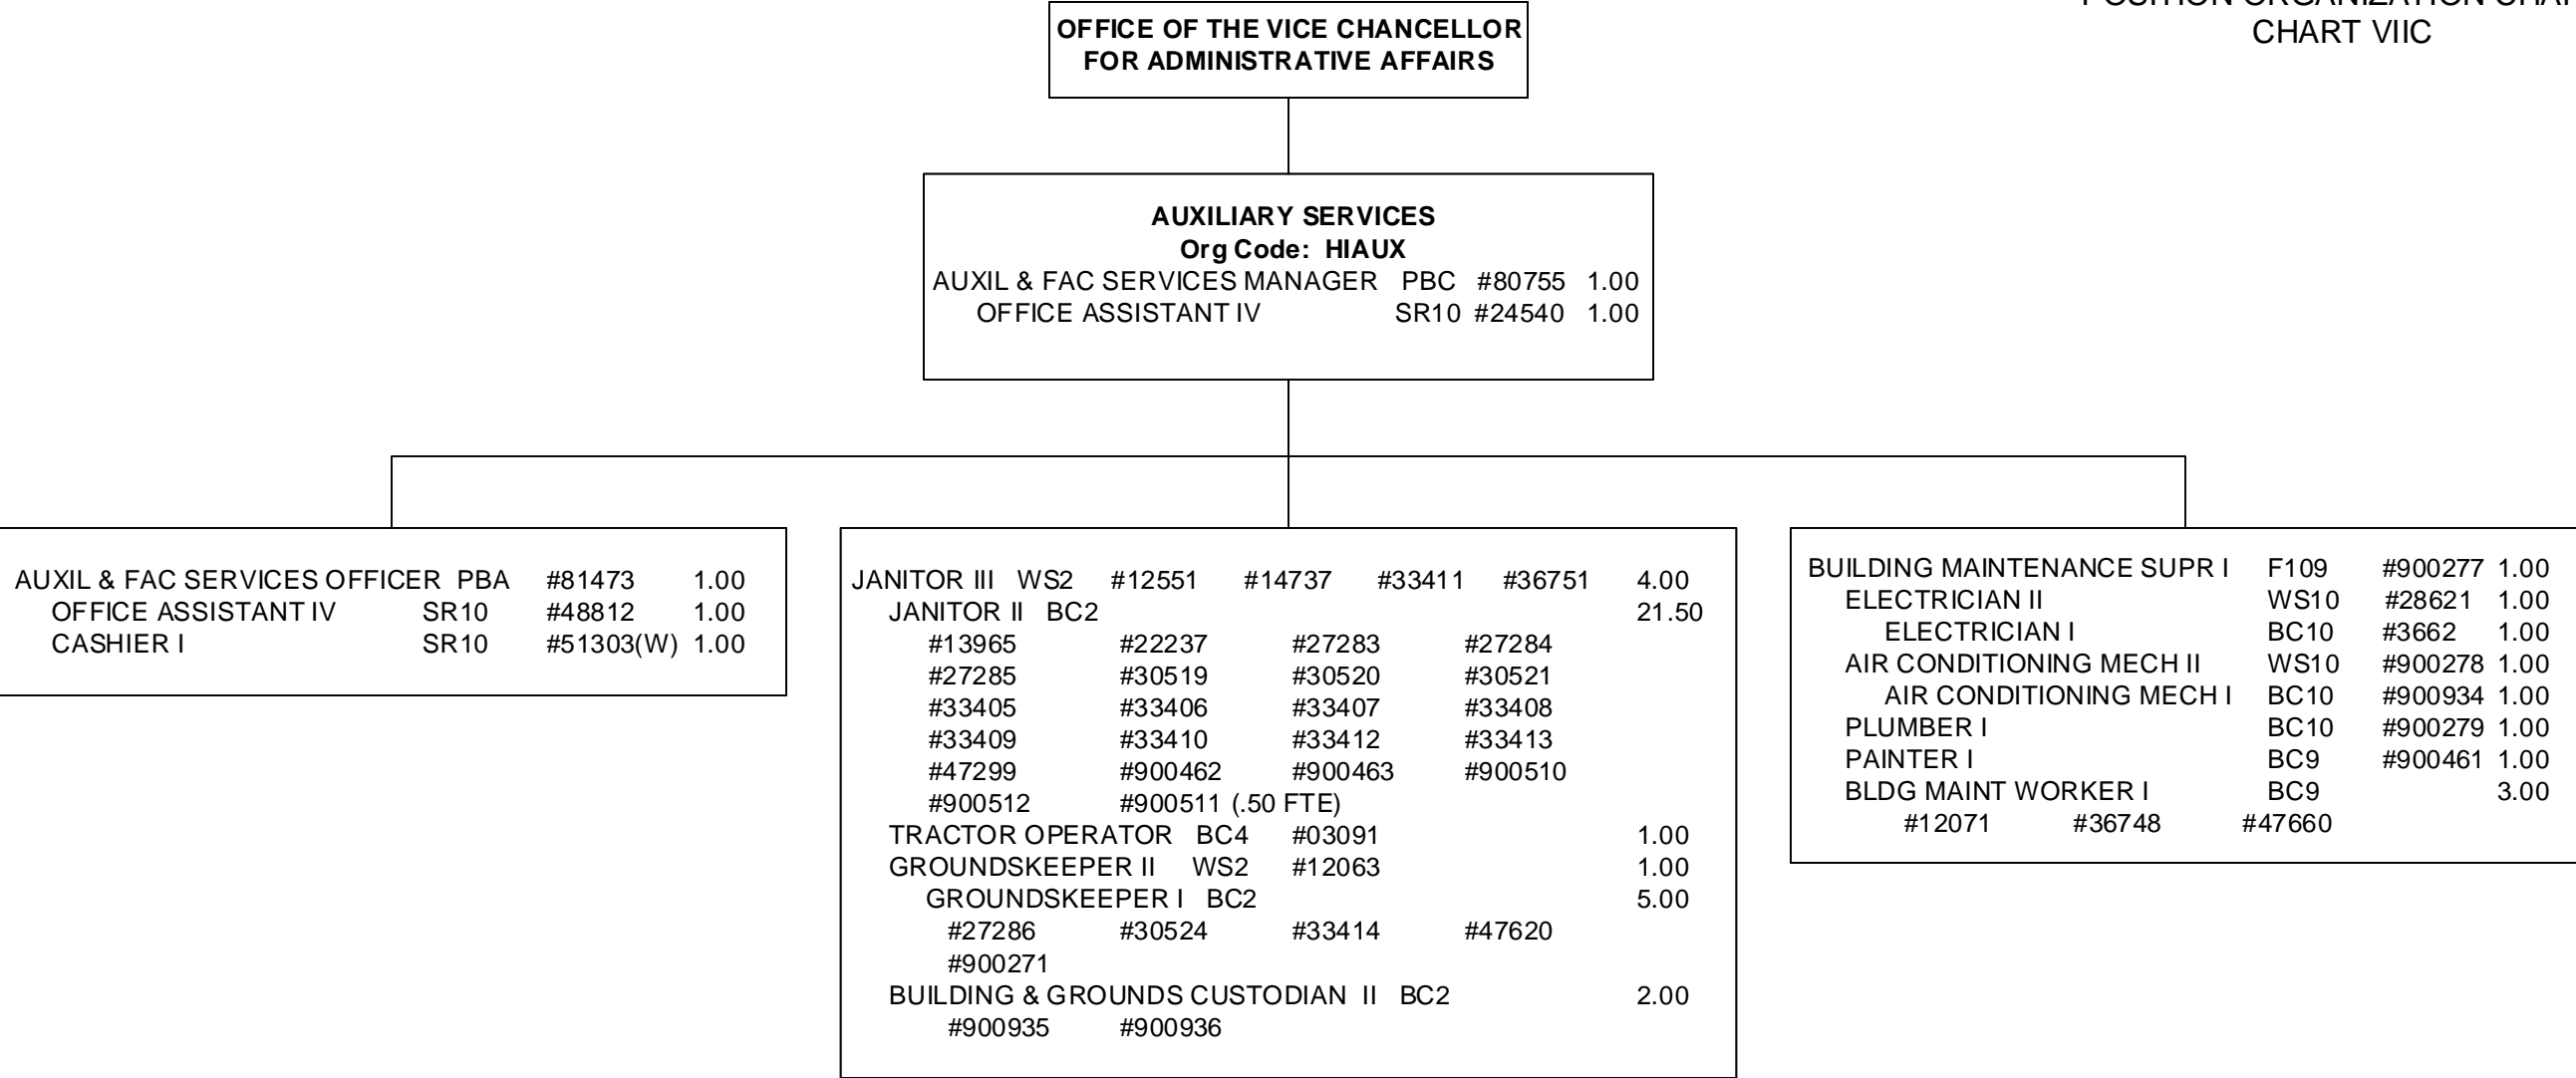 POSITION ORGANIZATION
CHART VIIC
OFFICE OF THE VICE CHANCELLOR
FOR ADMINISTRATIVE AFFAIRS
AUXILIARY SERVICES
Org Code: HIAUX
AUXIL & FAC SERVICES MANAGER PBC #80755 1.00
OFFICE ASSISTANT IV SR10 #24540 1.00
AUXIL & FAC SERVICES OFFICER PBA #81473 1.00
OFFICE ASSISTANT IV SR10 #48812 1.00
CASHIER I SR10 #51303(W) 1.00
JANITOR III WS2 #12551 #14737 #33411 #36751 4.00
JANITOR II BC2 21.50
#13965 #22237 #27283 #27284
#27285 #30519 #30520 #30521
#33405 #33406 #33407 #33408
#33409 #33410 #33412 #33413
#47299 #900462 #900463 #900510
#900512 #900511 (.50 FTE)
TRACTOR OPERATOR BC4 #03091 1.00
GROUNDSKEEPER II WS2 #12063 1.00
GROUNDSKEEPER I BC2 5.00
#27286 #30524 #33414 #47620
#900271
BUILDING & GROUNDS CUSTODIAN II BC2 2.00
#900935 #900936
BUILDING MAINTENANCE SUPR I F109 #900277 1.00
ELECTRICIAN II WS10 #28621 1.00
ELECTRICIAN I BC10 #3662 1.00
AIR CONDITIONING MECH II WS10 #900278 1.00
AIR CONDITIONING MECH I BC10 #900934 1.00
PLUMBER I BC10 #900279 1.00
PAINTER I BC9 #900461 1.00
BLDG MAINT WORKER I BC9 3.00
#12071 #36748 #47660